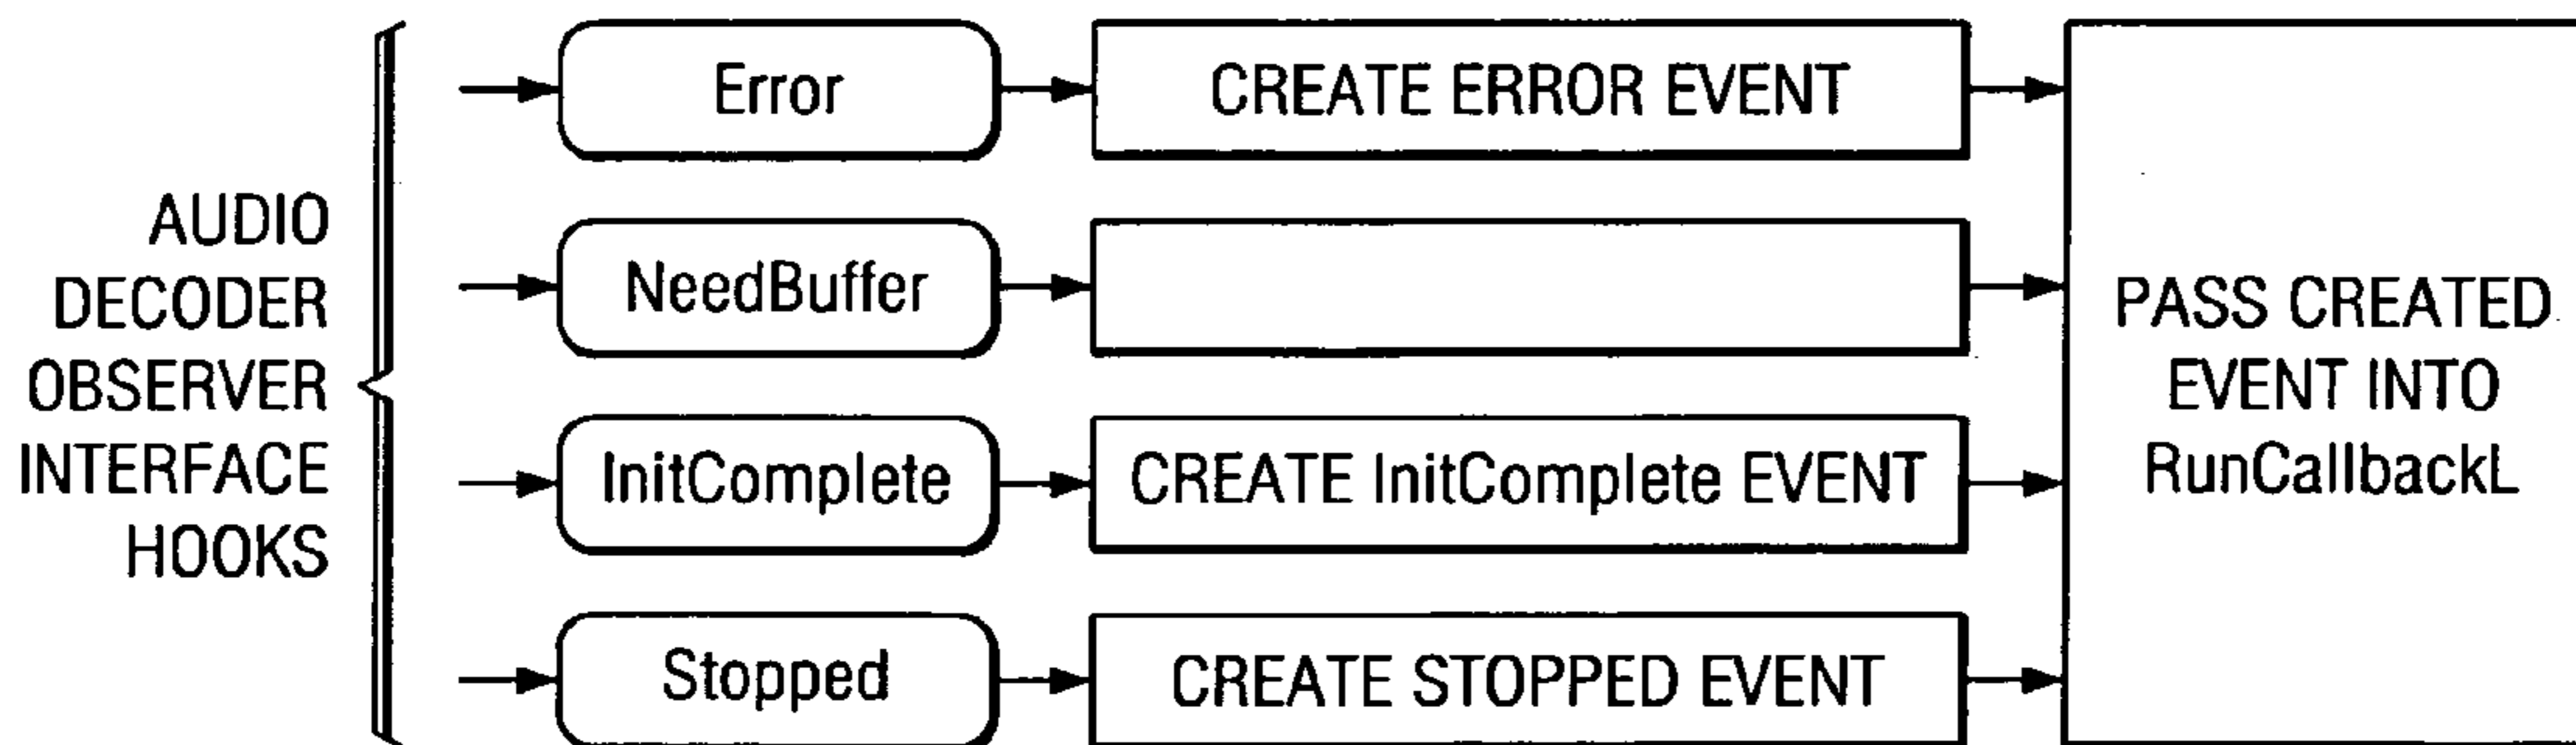 AUDIO
DECODER
OBSERVER
INTERFACE
HOOKS
Error
CREATE ERROR EVENT
NeedBuffer
InitComplete
CREATE InitComplete EVENT
Stopped
CREATE STOPPED EVENT
PASS CREATED
EVENT INTO
RunCallbackL